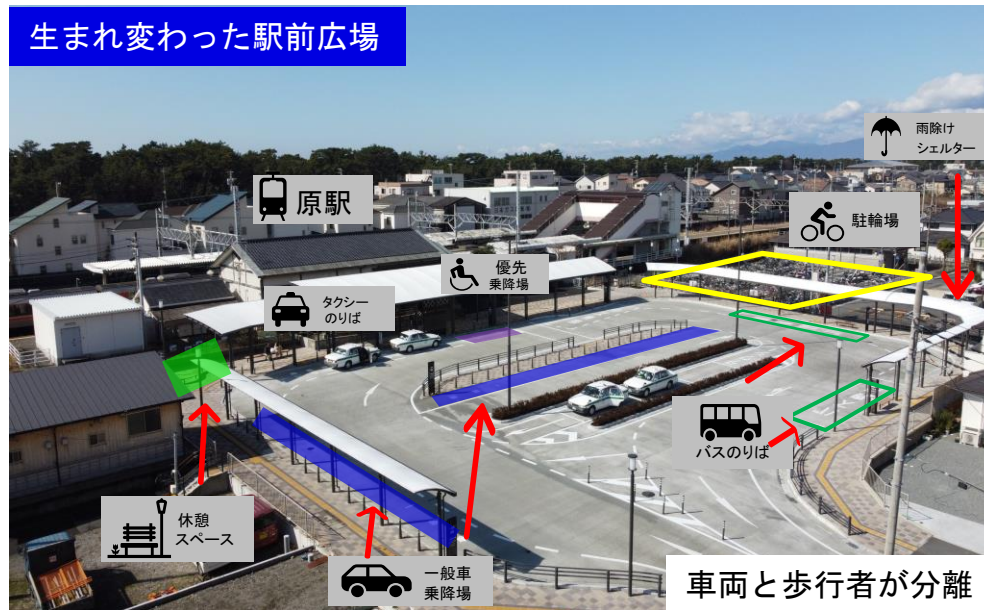 生まれ変わった駅前広場
雨除け
シェルター
原駅
駐輪場
優先
乗降場
タクシー
のりば
バスのりば
休憩
スペース
一般車
乗降場
車両と歩行者が分離